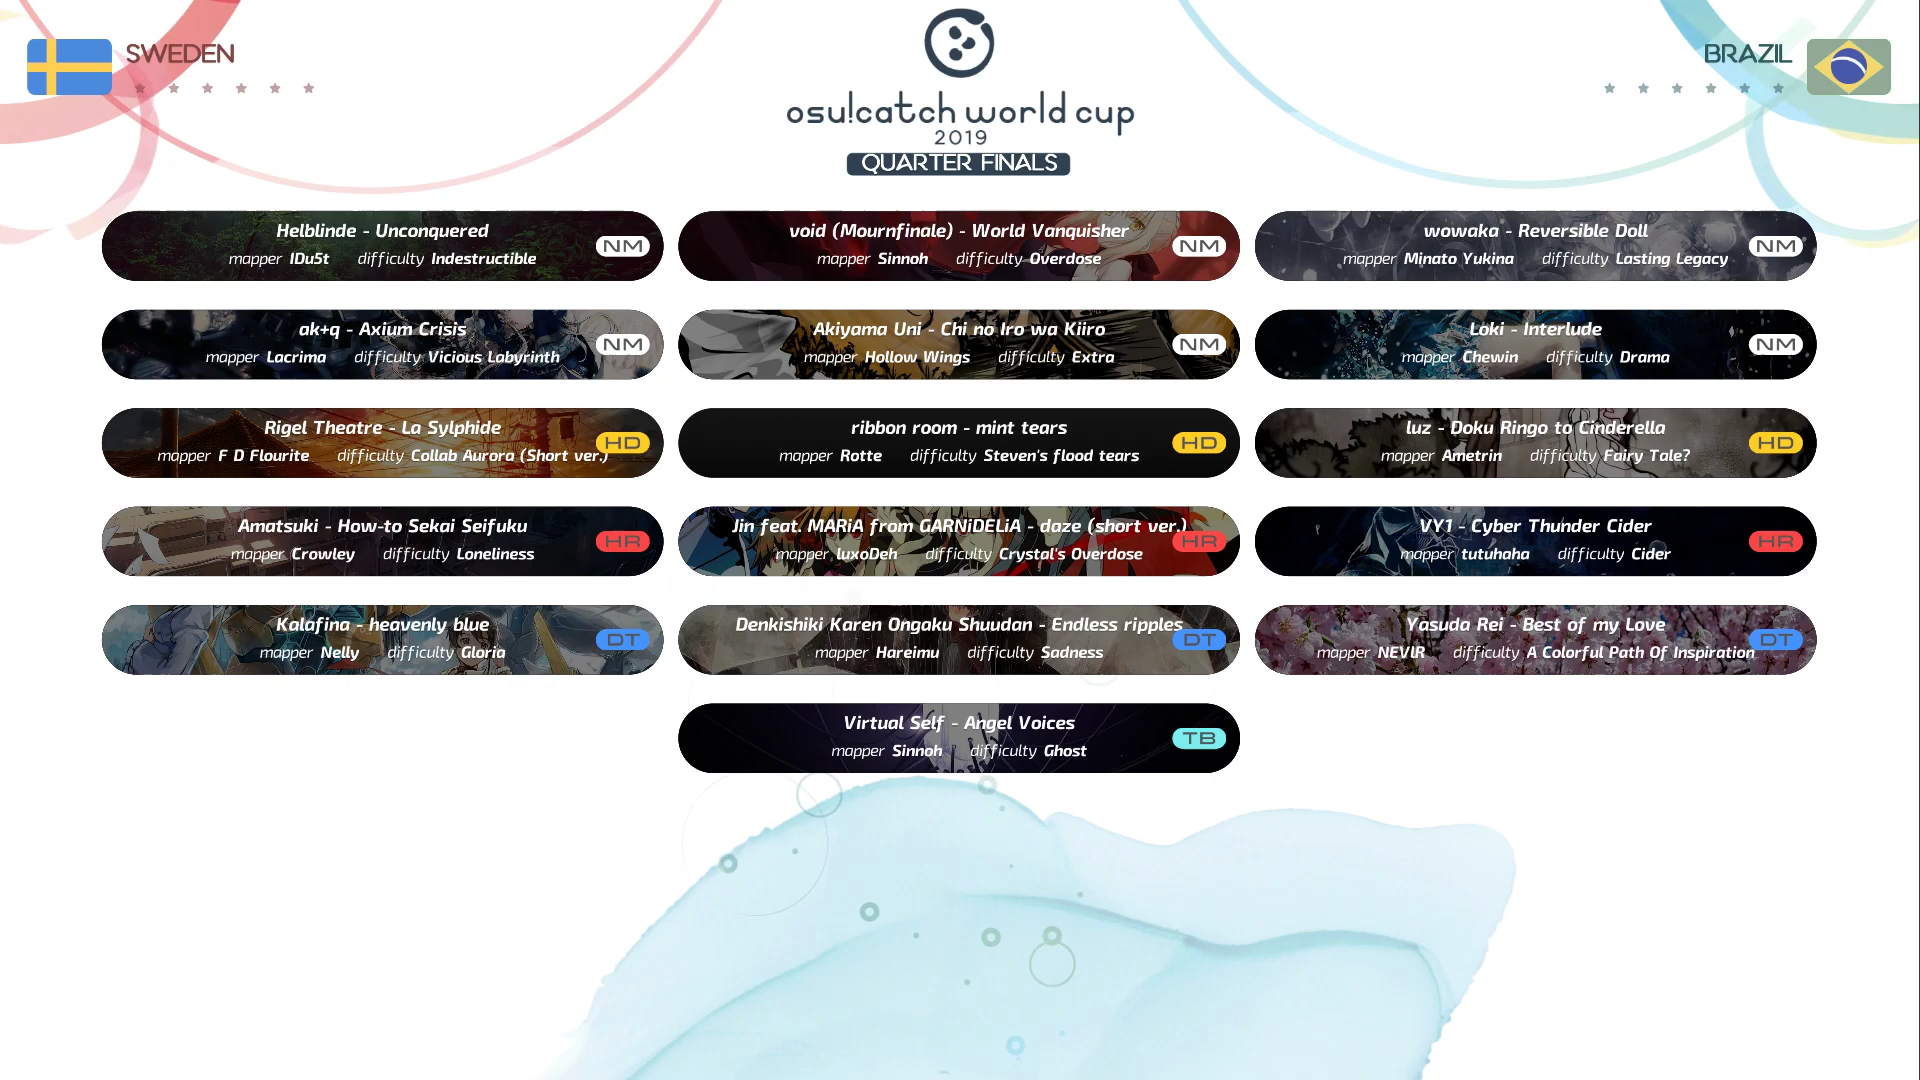 SWEDEN
BRAZIL
osu!catch world cup
2019
QUARTER FINALS
Helblinde - Unconquered
mapper IDu5t difficulty Indestructible
NM
void (Mournfinale) - World Vanquisher
mapper Sinnoh difficulty Overdose
NM
wowaka - Reversible Doll
mapper Minato Yukina difficulty Lasting Legacy
NM
ak+q - Axium Crisis
mapper Lacrima difficulty Vicious Labyrinth
NM
Akiyama Uni - Chi no Iro wa Kiiro
mapper Hollow Wings difficulty Extra
NM
Loki - Interlude
mapper Chewin difficulty Drama
NM
Rigel Theatre - La Sylphide
mapper F D Flourite difficulty Collab Aurora (Short ver.)
HD
ribbon room - mint tears
mapper Rotte difficulty Steven's flood tears
HD
luz - Doku Ringo to Cinderella
mapper Ametrin difficulty Fairy Tale?
HD
Amatsuki - How-to Sekai Seifuku
mapper Crowley difficulty Loneliness
HR
Jin feat. MARiA from GARNiDELiA - daze (short ver.)
mapper luxoDeh difficulty Crystal's Overdose
HR
VY1 - Cyber Thunder Cider
mapper tutuhaha difficulty Cider
HR
Kalafina - heavenly blue
mapper Nelly difficulty Gloria
DT
Denkishiki Karen Ongaku Shuudan - Endless ripples
mapper Hareimu difficulty Sadness
DT
Yasuda Rei - Best of my Love
mapper NEVIR difficulty A Colorful Path Of Inspiration
DT
Virtual Self - Angel Voices
mapper Sinnoh difficulty Ghost
TB